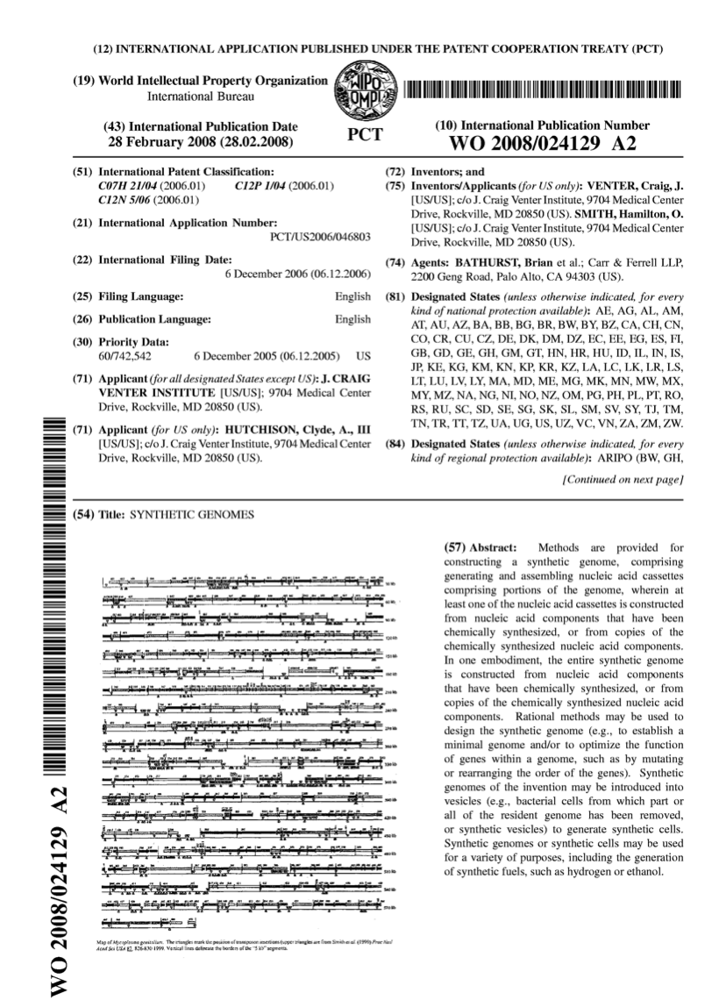 (12) INTERNATIONAL APPLICATION PUBLISHED UNDER THE PATENT COOPERATION TREATY (PCT)
(19) World Intellectual Property Organization
International Bureau
WIPO
OMPI
PCT
(43) International Publication Date
28 February 2008 (28.02.2008)
(10) International Publication Number
WO 2008/024129 A2
(51) International Patent Classification:
C07H 21/04 (2006.01) C12P 1/04 (2006.01)
C12N 5/06 (2006.01)
(21) International Application Number:
PCT/US2006/046803
(22) International Filing Date:
6 December 2006 (06.12.2006)
(25) Filing Language: English
(26) Publication Language: English
(30) Priority Data:
60/742,542 6 December 2005 (06.12.2005) US
(71) Applicant (for all designated States except US): J. CRAIG
VENTER INSTITUTE [US/US]; 9704 Medical Center
Drive, Rockville, MD 20850 (US).
(71) Applicant (for US only): HUTCHISON, Clyde, A., III
[US/US]; c/o J. Craig Venter Institute, 9704 Medical Center
Drive, Rockville, MD 20850 (US).
(72) Inventors; and
(75) Inventors/Applicants (for US only): VENTER, Craig, J.
[US/US]; c/o J. Craig Venter Institute, 9704 Medical Center
Drive, Rockville, MD 20850 (US). SMITH, Hamilton, O.
[US/US]; c/o J. Craig Venter Institute, 9704 Medical Center
Drive, Rockville, MD 20850 (US).
(74) Agents: BATHURST, Brian et al.; Carr & Ferrell LLP,
2200 Geng Road, Palo Alto, CA 94303 (US).
(81) Designated States (unless otherwise indicated, for every
kind of national protection available): AE, AG, AL, AM,
AT, AU, AZ, BA, BB, BG, BR, BW, BY, BZ, CA, CH, CN,
CO, CR, CU, CZ, DE, DK, DM, DZ, EC, EE, EG, ES, FI,
GB, GD, GE, GH, GM, GT, HN, HR, HU, ID, IL, IN, IS,
JP, KE, KG, KM, KN, KP, KR, KZ, LA, LC, LK, LR, LS,
LT, LU, LV, LY, MA, MD, ME, MG, MK, MN, MW, MX,
MY, MZ, NA, NG, NI, NO, NZ, OM, PG, PH, PL, PT, RO,
RS, RU, SC, SD, SE, SG, SK, SL, SM, SV, SY, TJ, TM,
TN, TR, TT, TZ, UA, UG, US, UZ, VC, VN, ZA, ZM, ZW.
(84) Designated States (unless otherwise indicated, for every
kind of regional protection available): ARIPO (BW, GH,
[Continued on next page]
(54) Title: SYNTHETIC GENOMES
(57) Abstract: Methods are provided for
constructing a synthetic genome, comprising
generating and assembling nucleic acid cassettes
comprising portions of the genome, wherein at
least one of the nucleic acid cassettes is constructed
from nucleic acid components that have been
chemically synthesized, or from copies of the
chemically synthesized nucleic acid components.
In one embodiment, the entire synthetic genome
is constructed from nucleic acid components
that have been chemically synthesized, or from
copies of the chemically synthesized nucleic acid
components. Rational methods may be used to
design the synthetic genome (e.g., to establish a
minimal genome and/or to optimize the function
of genes within a genome, such as by mutating
or rearranging the order of the genes). Synthetic
genomes of the invention may be introduced into
vesicles (e.g., bacterial cells from which part or
all of the resident genome has been removed,
or synthetic vesicles) to generate synthetic cells.
Synthetic genomes or synthetic cells may be used
for a variety of purposes, including the generation
of synthetic fuels, such as hydrogen or ethanol.
Map of Mycoplasma genitalium. The triangles mark the position of transposon insertions (upper triangles are from Smith et al. (1999) Proc Natl
Acad Sci USA 87, 826-830 1999. Vertical lines delineate the borders of the "5 kb" segments.
WO 2008/024129 A2